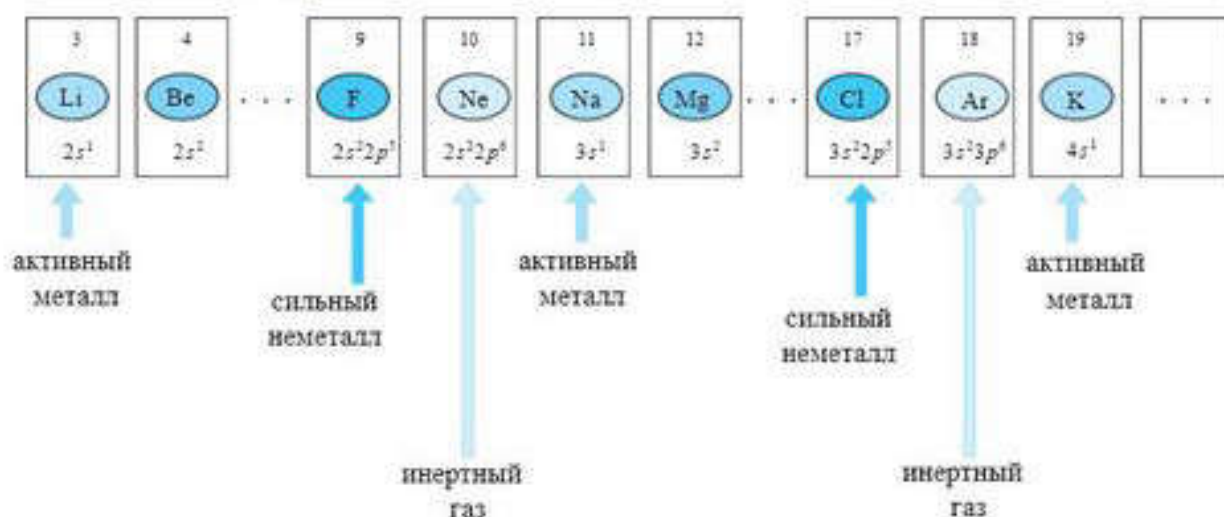 3 4 9 10 11 12 17 18 19
Li Be . . . F Ne Na Mg . . . Cl Ar K . . .
2s¹ 2s² 2s²2p⁵ 2s²2p⁶ 3s¹ 3s² 3s²2p⁵ 3s²3p⁶ 4s¹
активный
металл
сильный
неметалл
инертный
газ
активный
металл
сильный
неметалл
инертный
газ
активный
металл